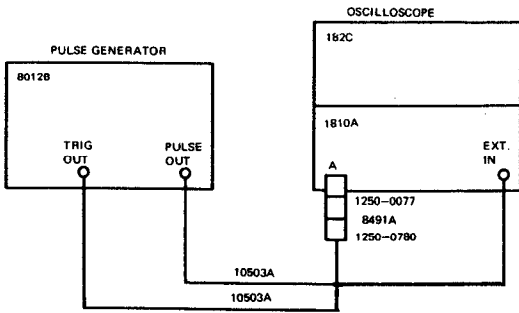 OSCILLOSCOPE
PULSE GENERATOR
182C
8012B
1810A
TRIG
OUT
PULSE
OUT
A
EXT.
IN
1250-0077
8491A
1250-0780
10503A
10503A